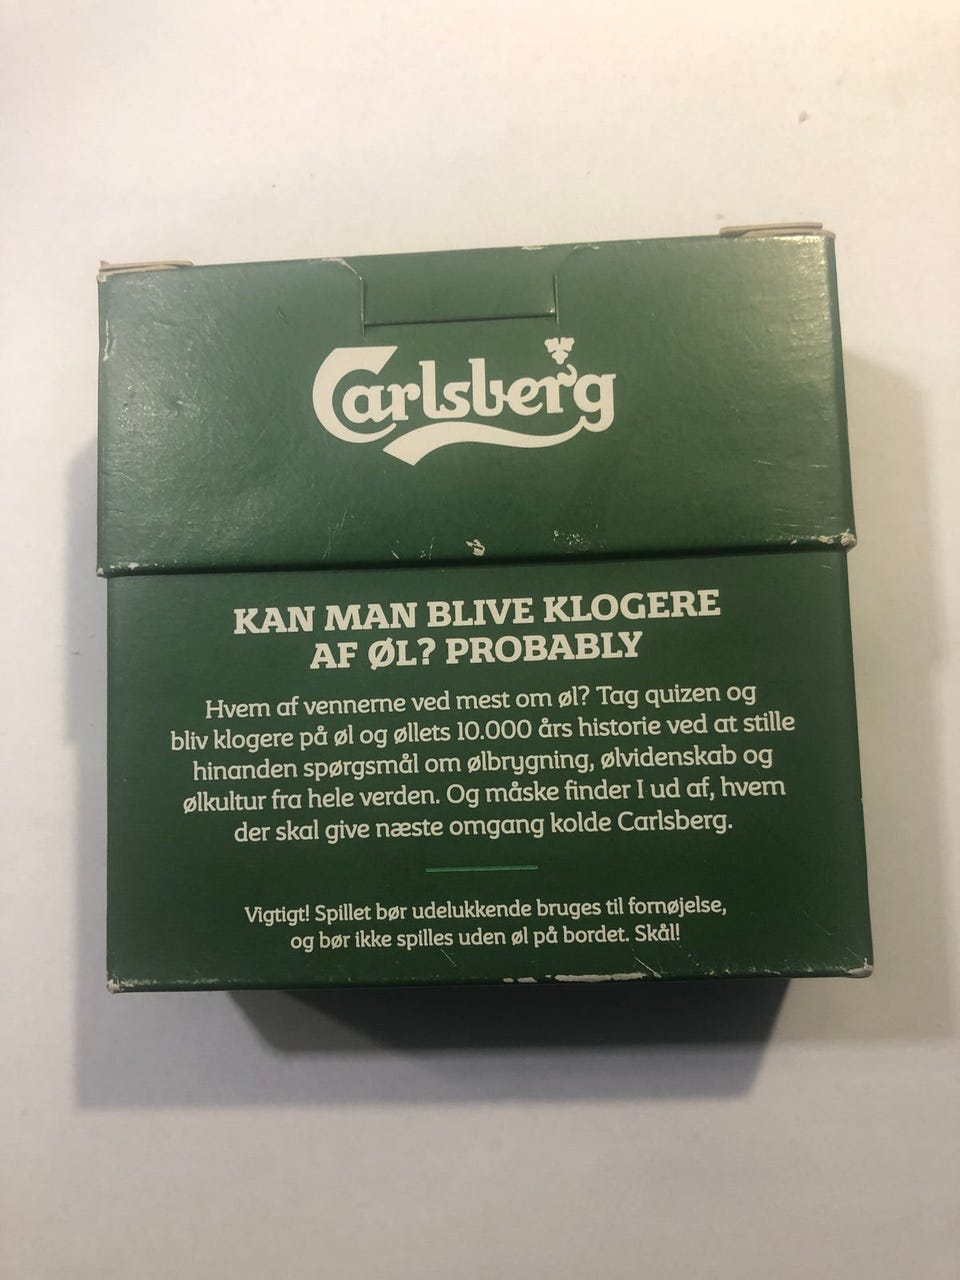 Carlsberg
KAN MAN BLIVE KLOGERE
AF ØL? PROBABLY
Hvem af vennerne ved mest om øl? Tag quizen og
bliv klogere på øl og øllets 10.000 års historie ved at stille
hinanden spørgsmål om ølbrygning, ølvidenskab og
ølkultur fra hele verden. Og måske finder I ud af, hvem
der skal give næste omgang kolde Carlsberg.
Vigtigt! Spillet bør udelukkende bruges til fornøjelse,
og bør ikke spilles uden øl på bordet. Skål!